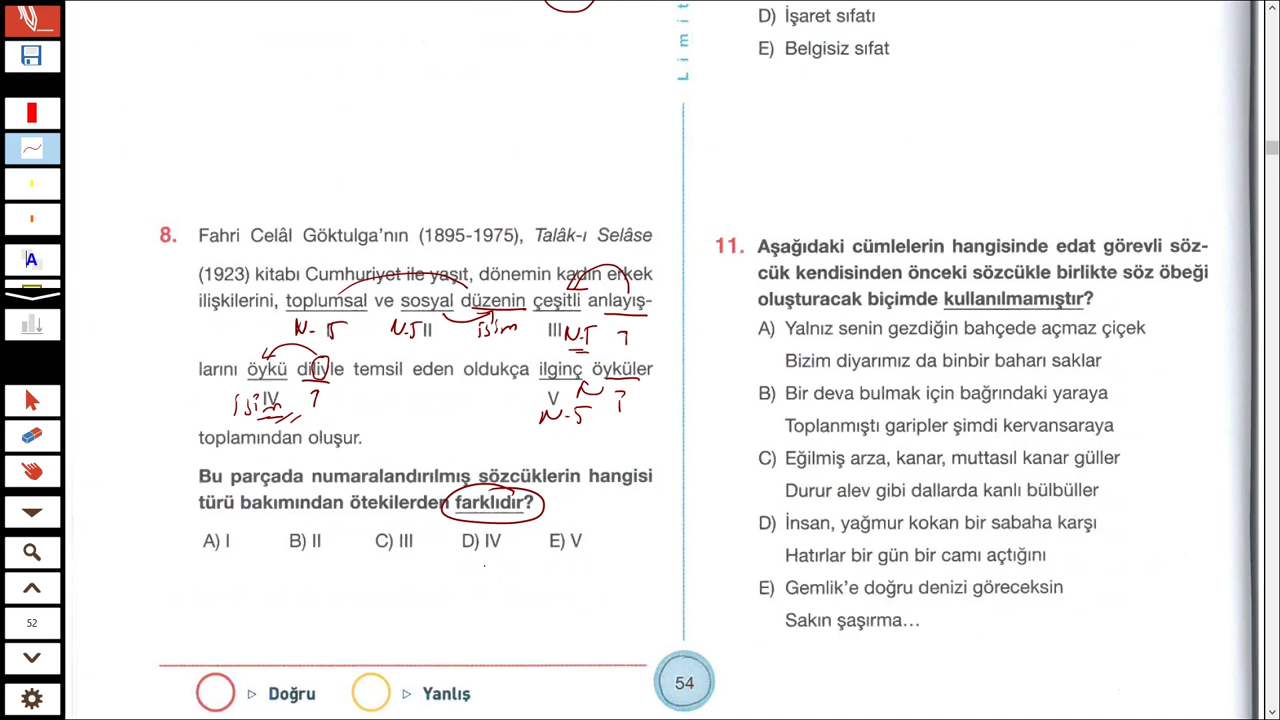 D) İşaret sıfatı
E) Belgisiz sıfat
Limit
8. Fahri Celâl Göktulga'nın (1895-1975), Talâk-ı Selâse
(1923) kitabı Cumhuriyet ile yaşıt, dönemin kadın erkek
ilişkilerini, toplumsal ve sosyal düzenin çeşitli anlayış-
N-S N-S II isim III N-S ?
larını öykü diliyle temsil eden oldukça ilginç öyküler
isim IV ? V N ?
N-S
toplamından oluşur.
Bu parçada numaralandırılmış sözcüklerin hangisi
türü bakımından ötekilerden farklıdır?
A) I B) II C) III D) IV E) V
11. Aşağıdaki cümlelerin hangisinde edat görevli söz-
cük kendisinden önceki sözcükle birlikte söz öbeği
oluşturacak biçimde kullanılmamıştır?
A) Yalnız senin gezdiğin bahçede açmaz çiçek
Bizim diyarımız da binbir baharı saklar
B) Bir deva bulmak için bağrındaki yaraya
Toplanmıştı garipler şimdi kervansaraya
C) Eğilmiş arza, kanar, muttasıl kanar güller
Durur alev gibi dallarda kanlı bülbüller
D) İnsan, yağmur kokan bir sabaha karşı
Hatırlar bir gün bir camı açtığını
E) Gemlik'e doğru denizi göreceksin
Sakın şaşırma...
Doğru Yanlış
54
A
52